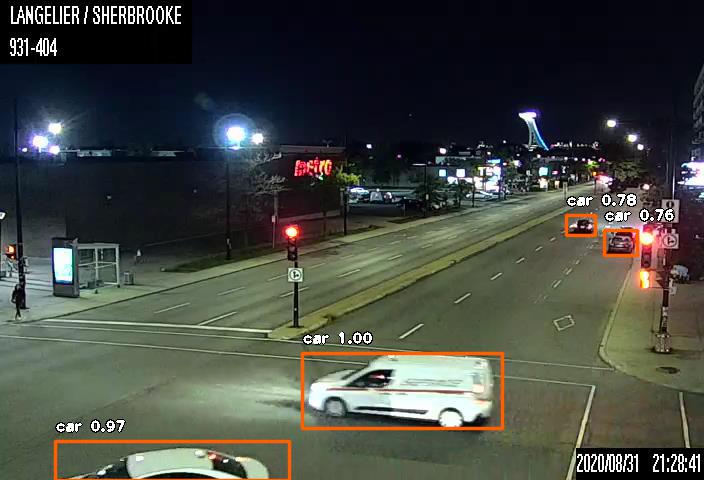 LANGELIER / SHERBROOKE
931-404
metro
car 0.78
car 0.76
car 1.00
car 0.97
2020/08/31 21:28:41